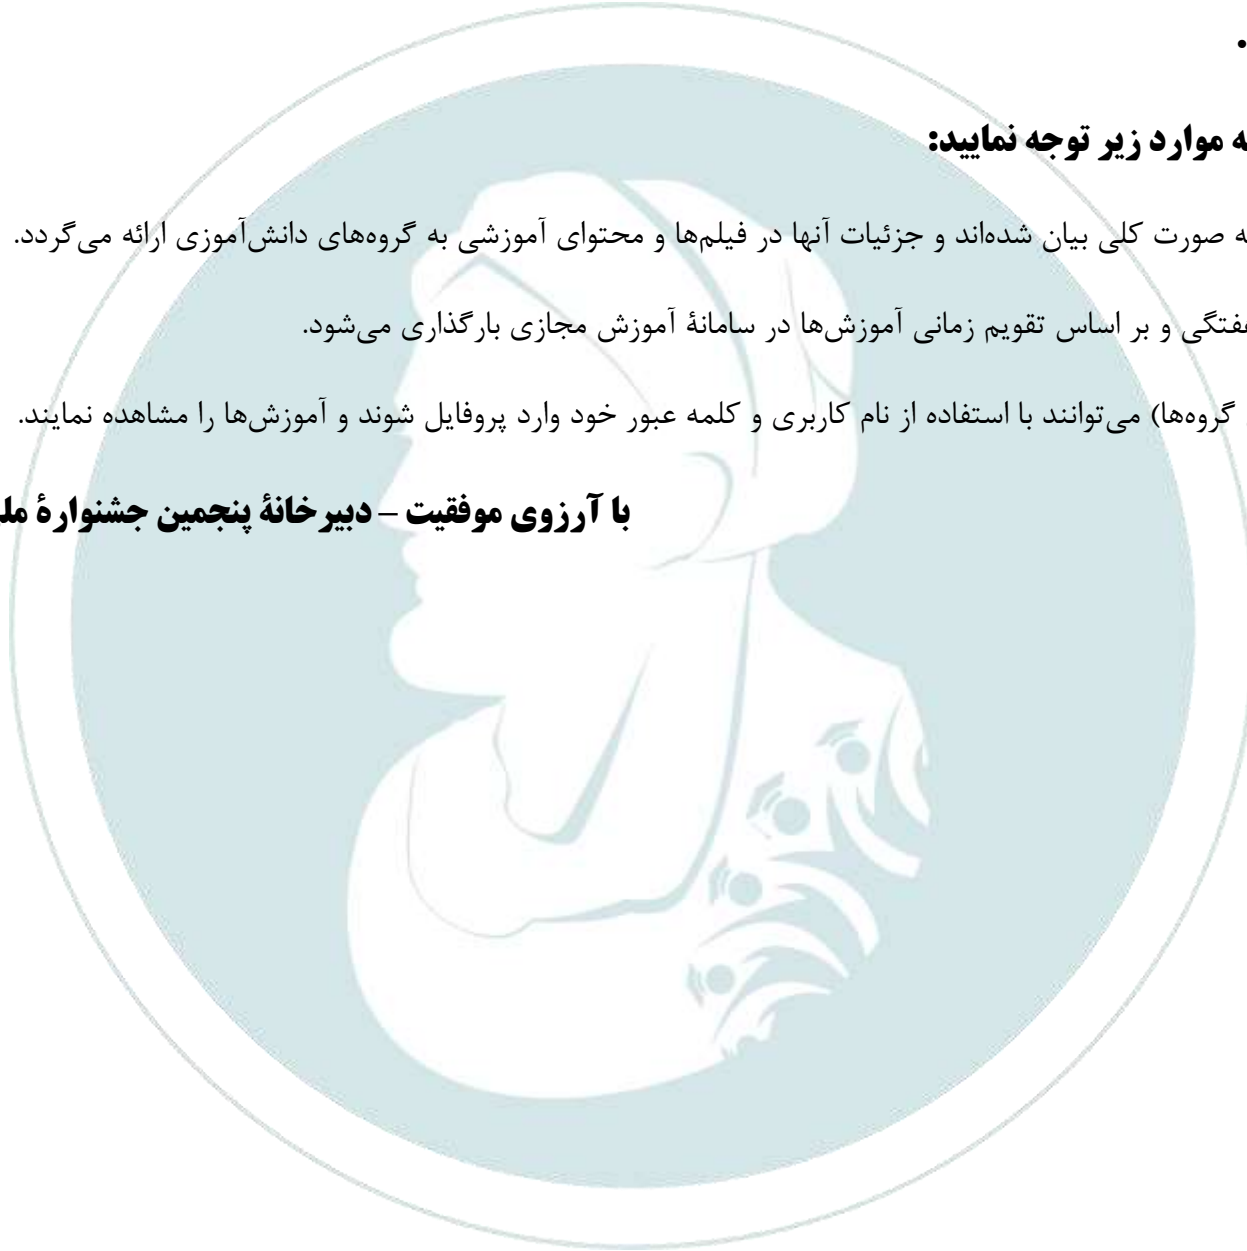 .
ه موارد زیر توجه نمایید:
ه صورت کلی بیان شده‌اند و جزئیات آنها در فیلم‌ها و محتوای آموزشی به گروه‌های دانش‌آموزی ارائه می‌گردد.
فتگی و بر اساس تقویم زمانی آموزش‌ها در سامانهٔ آموزش مجازی بارگذاری می‌شود.
گروه‌ها) می‌توانند با استفاده از نام کاربری و کلمه عبور خود وارد پروفایل شوند و آموزش‌ها را مشاهده نمایند.
با آرزوی موفقیت – دبیرخانهٔ پنجمین جشنوارهٔ مل